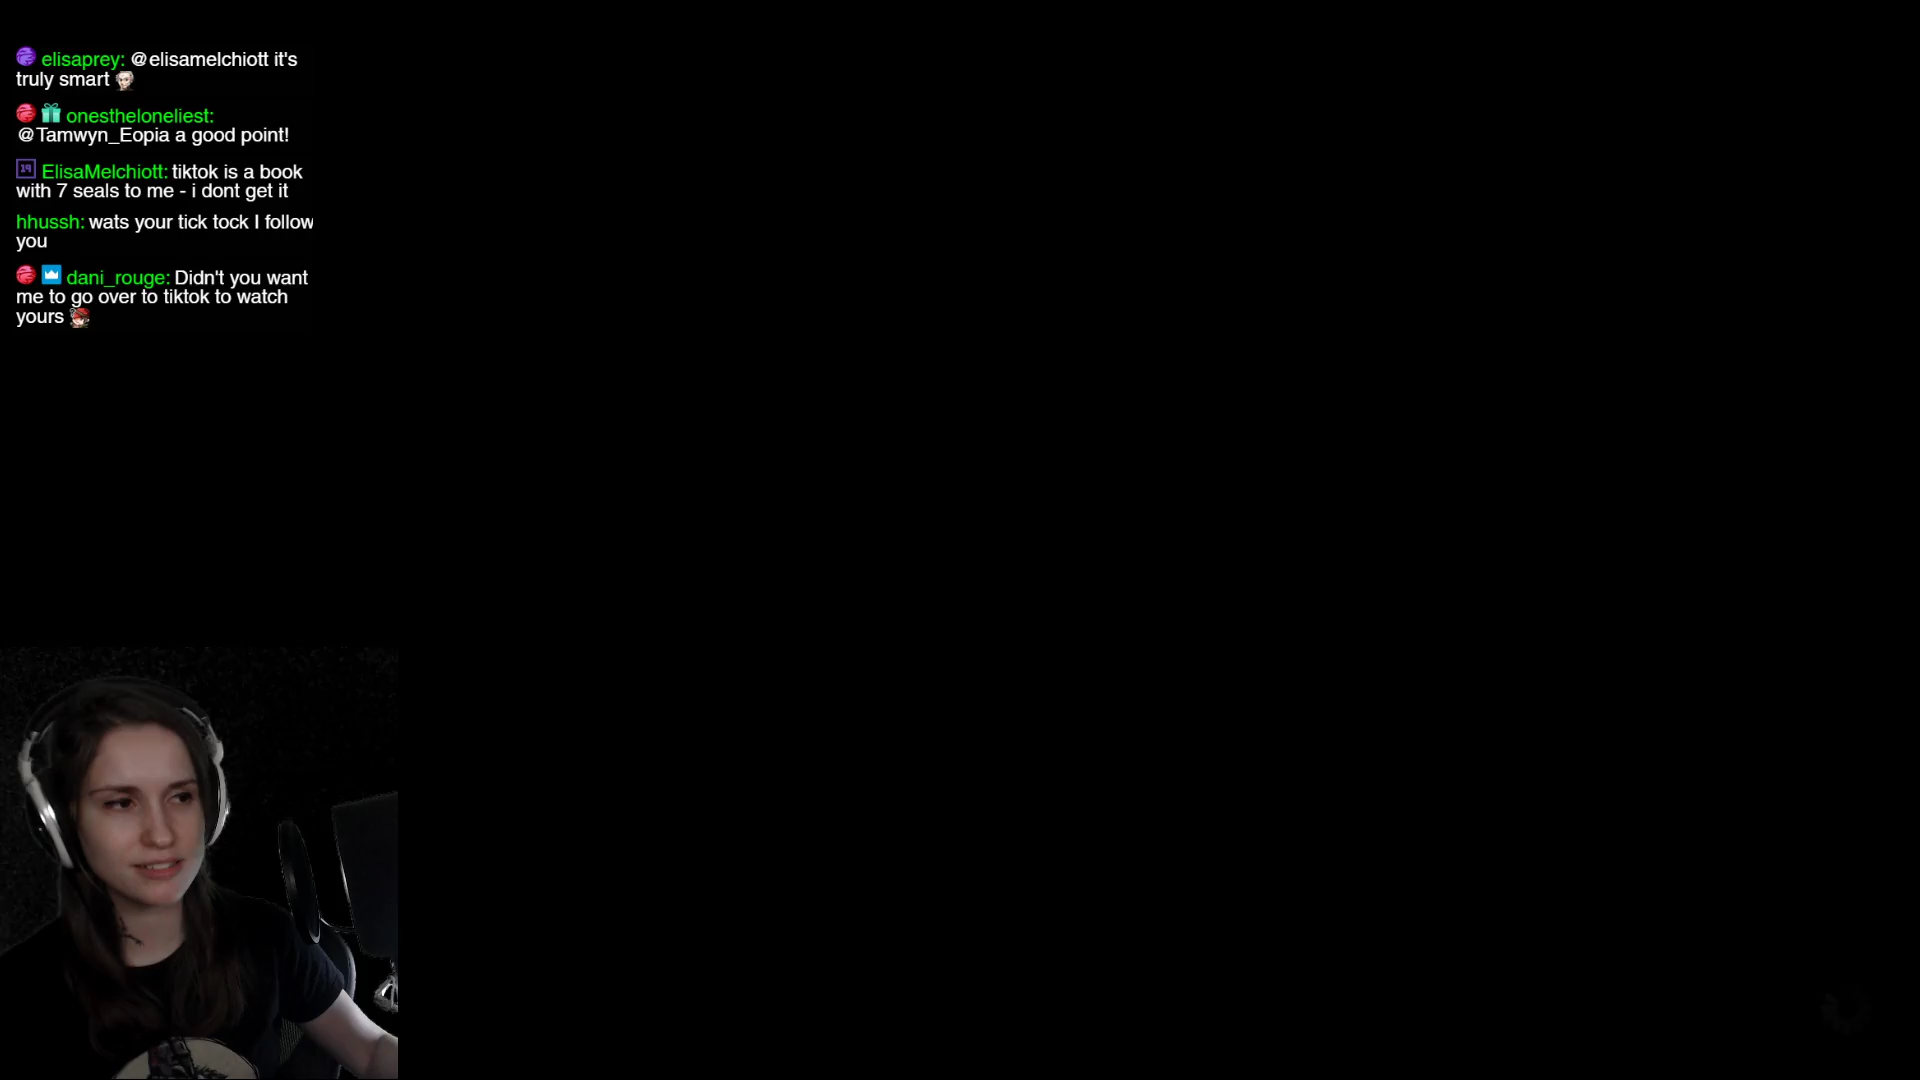 elisaprey: @elisamelchiott it's
truly smart
onestheloneliest:
@Tamwyn_Eopia a good point!
19 ElisaMelchiott: tiktok is a book
with 7 seals to me - i dont get it
hhussh: wats your tick tock I follow
you
dani_rouge: Didn't you want
me to go over to tiktok to watch
yours